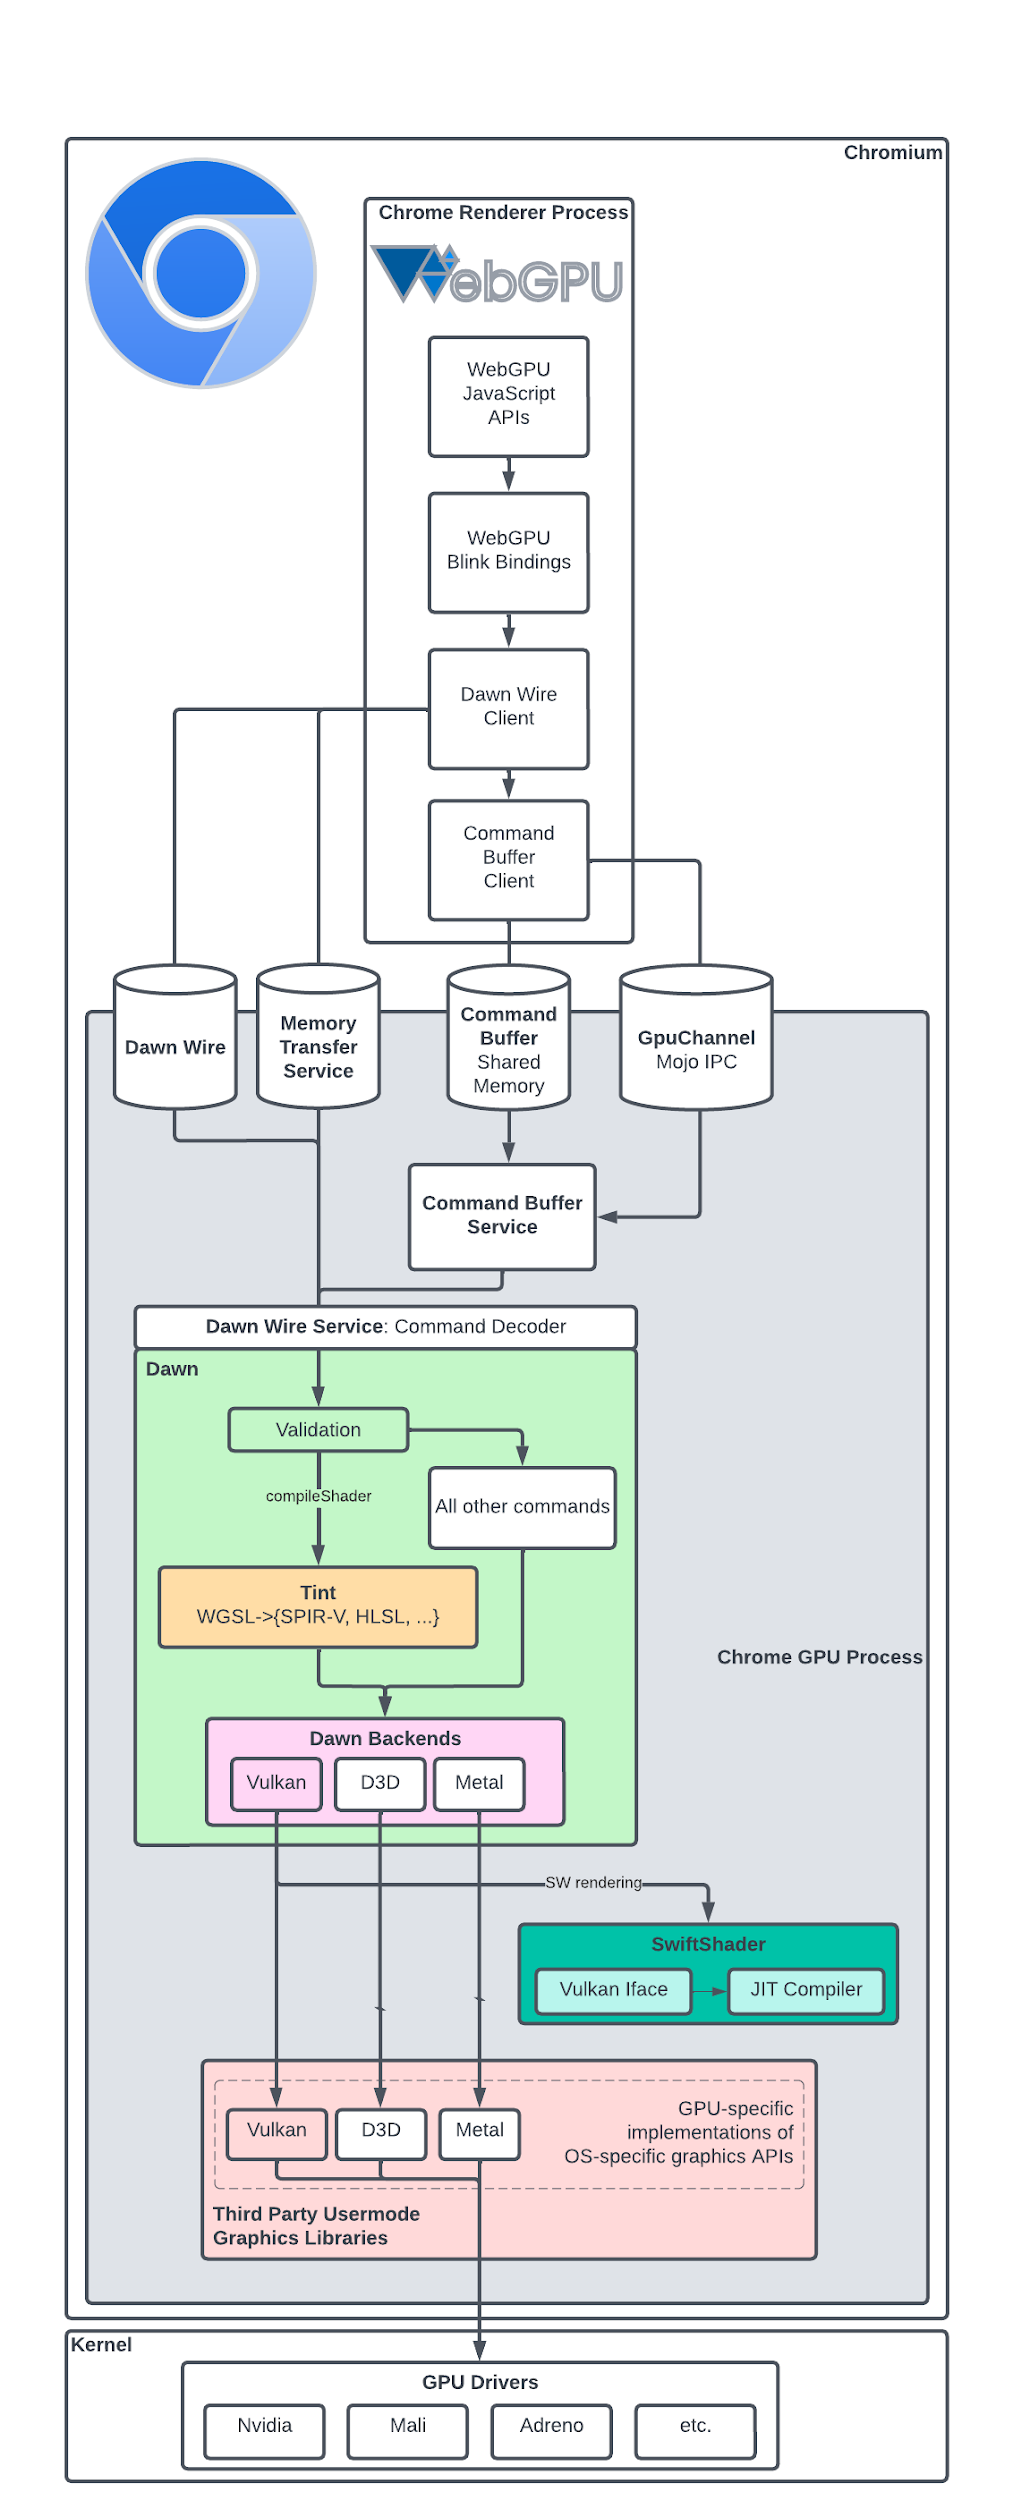 Chromium
Chrome Renderer Process
WebGPU
WebGPU
JavaScript
APIs
WebGPU
Blink Bindings
Dawn Wire
Client
Command
Buffer
Client
Dawn Wire
Memory
Transfer
Service
Command
Buffer
Shared
Memory
GpuChannel
Mojo IPC
Command Buffer
Service
Dawn Wire Service: Command Decoder
Dawn
Validation
compileShader
All other commands
Tint
WGSL->{SPIR-V, HLSL, ...}
Chrome GPU Process
Dawn Backends
Vulkan
D3D
Metal
SW rendering
SwiftShader
Vulkan Iface
JIT Compiler
Vulkan
D3D
Metal
GPU-specific
implementations of
OS-specific graphics APIs
Third Party Usermode
Graphics Libraries
Kernel
GPU Drivers
Nvidia
Mali
Adreno
etc.